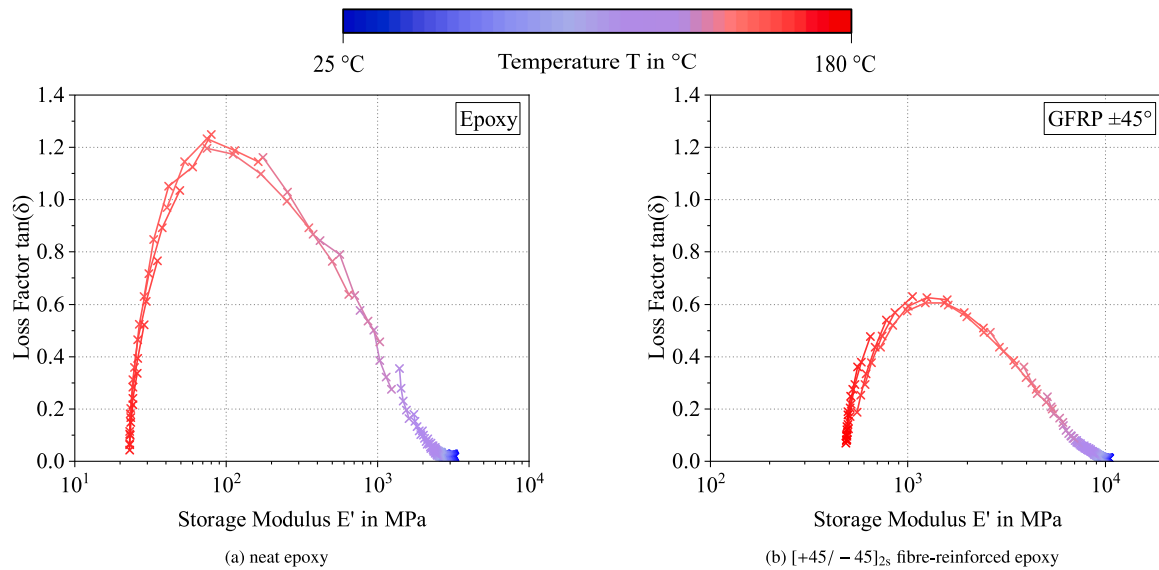 25 °C
Temperature T in °C
180 °C
Epoxy
Loss Factor tan(δ)
1.4
1.2
1.0
0.8
0.6
0.4
0.2
0.0
10¹
10²
10³
10⁴
Storage Modulus E' in MPa
(a) neat epoxy
GFRP ±45°
Loss Factor tan(δ)
1.4
1.2
1.0
0.8
0.6
0.4
0.2
0.0
10²
10³
10⁴
Storage Modulus E' in MPa
(b) [+45/ − 45]₂ₛ fibre-reinforced epoxy